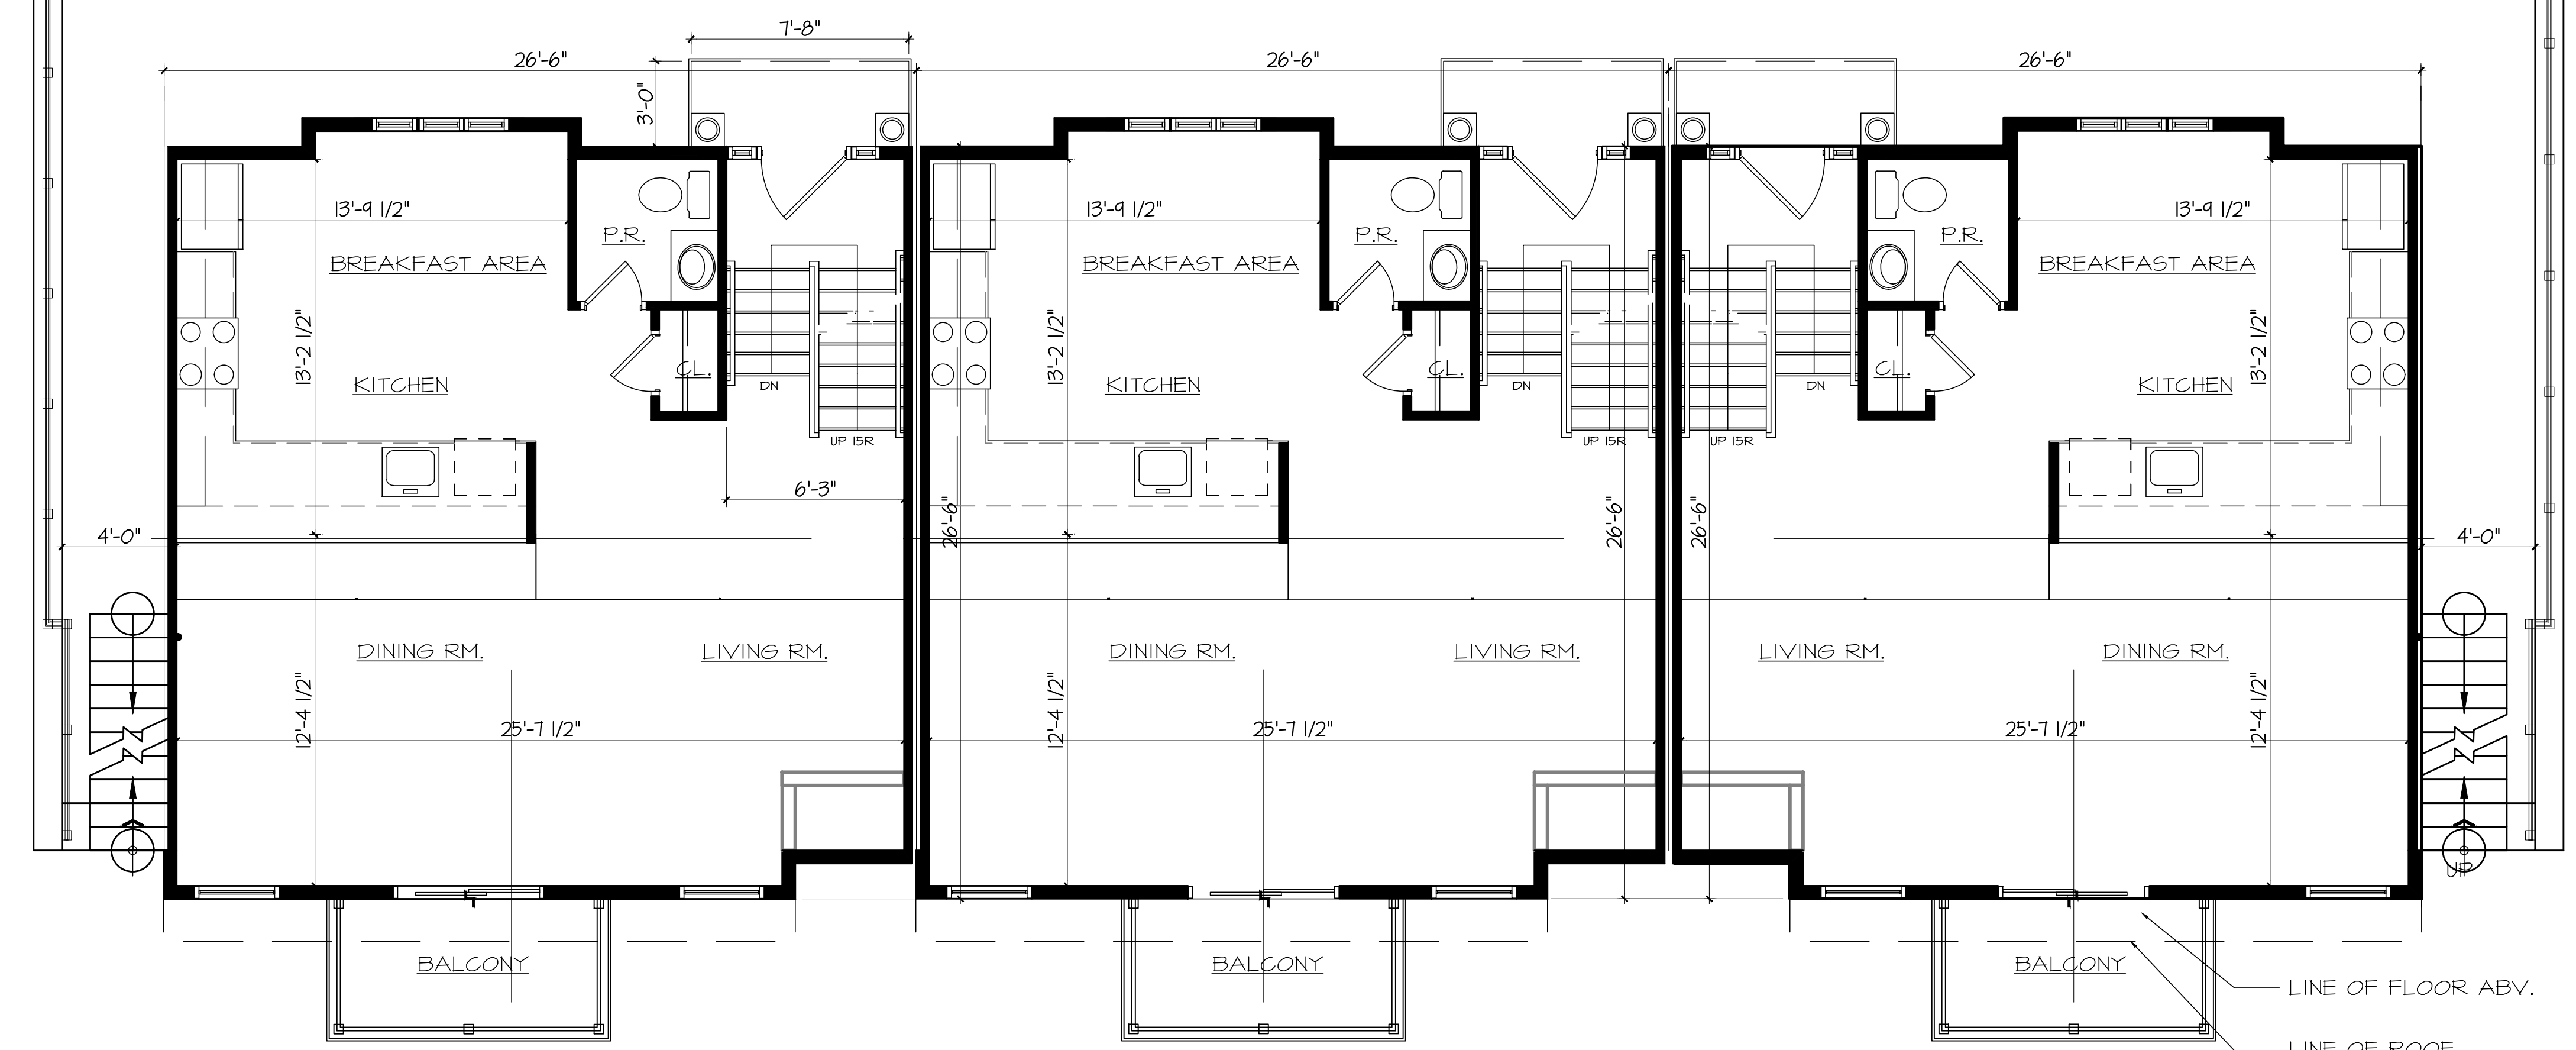 7'-8"
26'-6" 26'-6" 26'-6"
3'-0"
13'-9 1/2" 13'-9 1/2" 13'-9 1/2"
P.R. P.R. P.R.
BREAKFAST AREA BREAKFAST AREA BREAKFAST AREA
13'-2 1/2" 13'-2 1/2" 13'-2 1/2"
CL. CL. CL.
KITCHEN DN KITCHEN DN DN KITCHEN
UP 15R UP 15R UP 15R
6'-3"
26'-6" 26'-6" 26'-6"
4'-0" 4'-0"
DINING RM. LIVING RM. DINING RM. LIVING RM. LIVING RM. DINING RM.
12'-4 1/2" 12'-4 1/2" 12'-4 1/2"
25'-7 1/2" 25'-7 1/2" 25'-7 1/2"
UP
BALCONY BALCONY BALCONY
LINE OF FLOOR ABV.
LINE OF ROOF